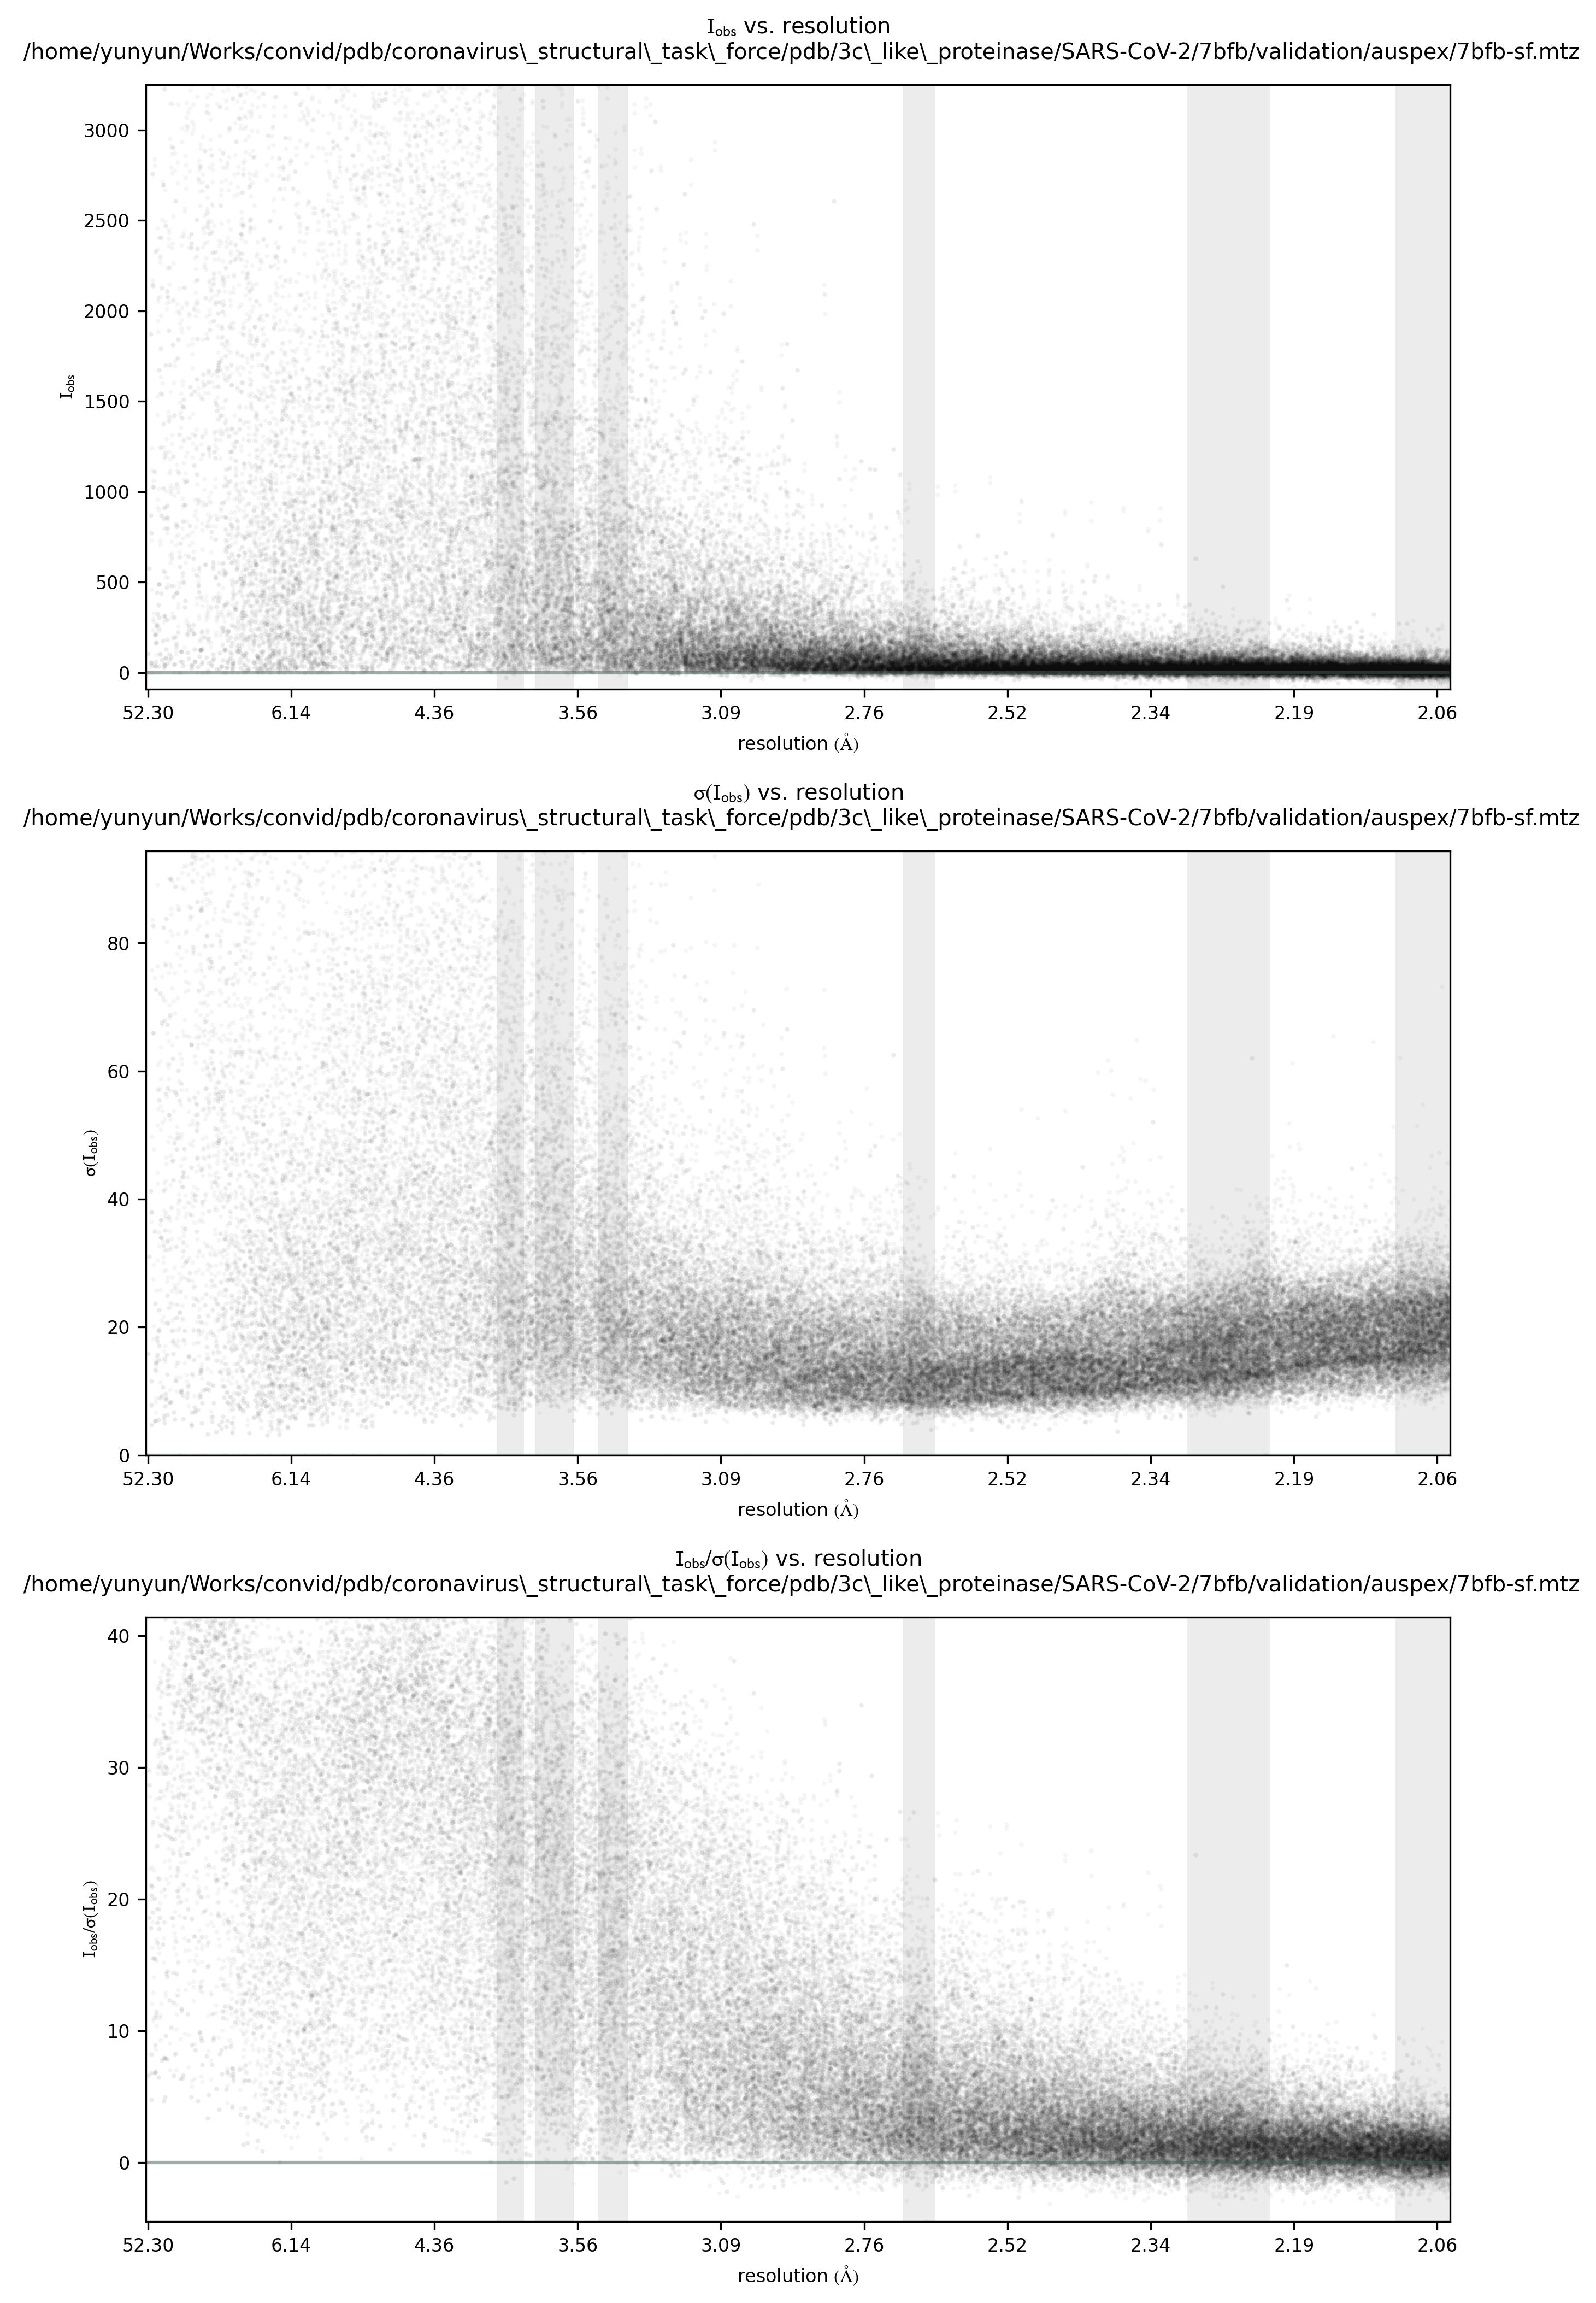 Iobs vs. resolution
/home/yunyun/Works/convid/pdb/coronavirus\_structural\_task\_force/pdb/3c\_like\_proteinase/SARS-CoV-2/7bfb/validation/auspex/7bfb-sf.mtz
3000
2500
2000
1500
1000
500
0
Iobs
52.30 6.14 4.36 3.56 3.09 2.76 2.52 2.34 2.19 2.06
resolution (Å)
σ(Iobs) vs. resolution
/home/yunyun/Works/convid/pdb/coronavirus\_structural\_task\_force/pdb/3c\_like\_proteinase/SARS-CoV-2/7bfb/validation/auspex/7bfb-sf.mtz
80
60
40
20
0
σ(Iobs)
52.30 6.14 4.36 3.56 3.09 2.76 2.52 2.34 2.19 2.06
resolution (Å)
Iobs/σ(Iobs) vs. resolution
/home/yunyun/Works/convid/pdb/coronavirus\_structural\_task\_force/pdb/3c\_like\_proteinase/SARS-CoV-2/7bfb/validation/auspex/7bfb-sf.mtz
40
30
20
10
0
Iobs/σ(Iobs)
52.30 6.14 4.36 3.56 3.09 2.76 2.52 2.34 2.19 2.06
resolution (Å)